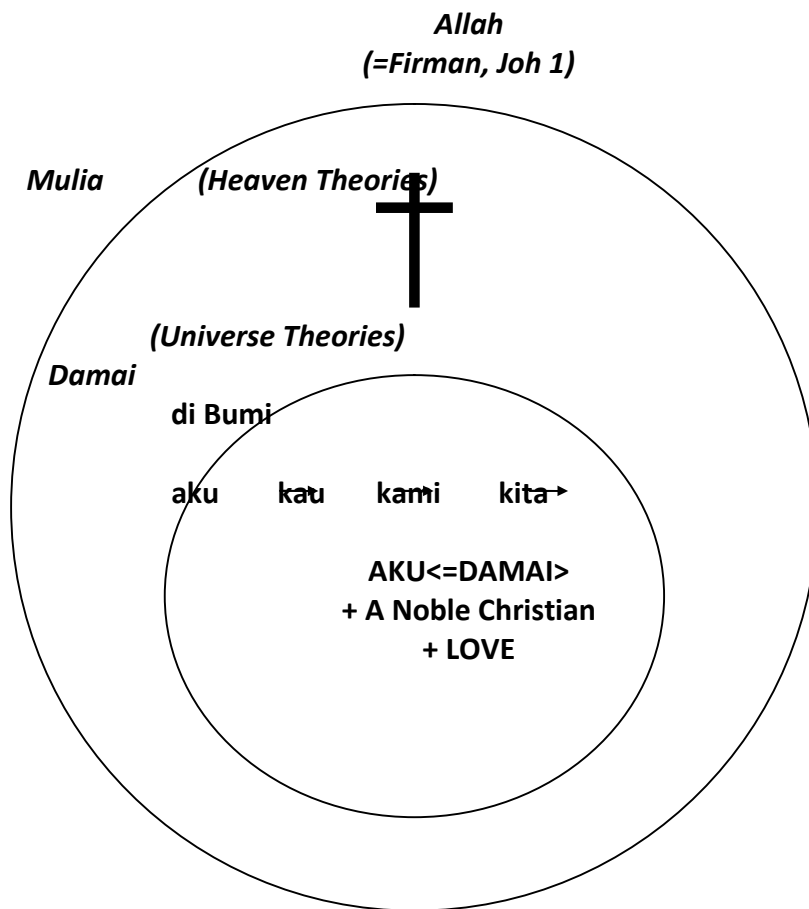 Allah
(=Firman, Joh 1)
Mulia (Heaven Theories)
(Universe Theories)
Damai
di Bumi
aku kau kami kita
AKU<=DAMAI>
+ A Noble Christian
+ LOVE